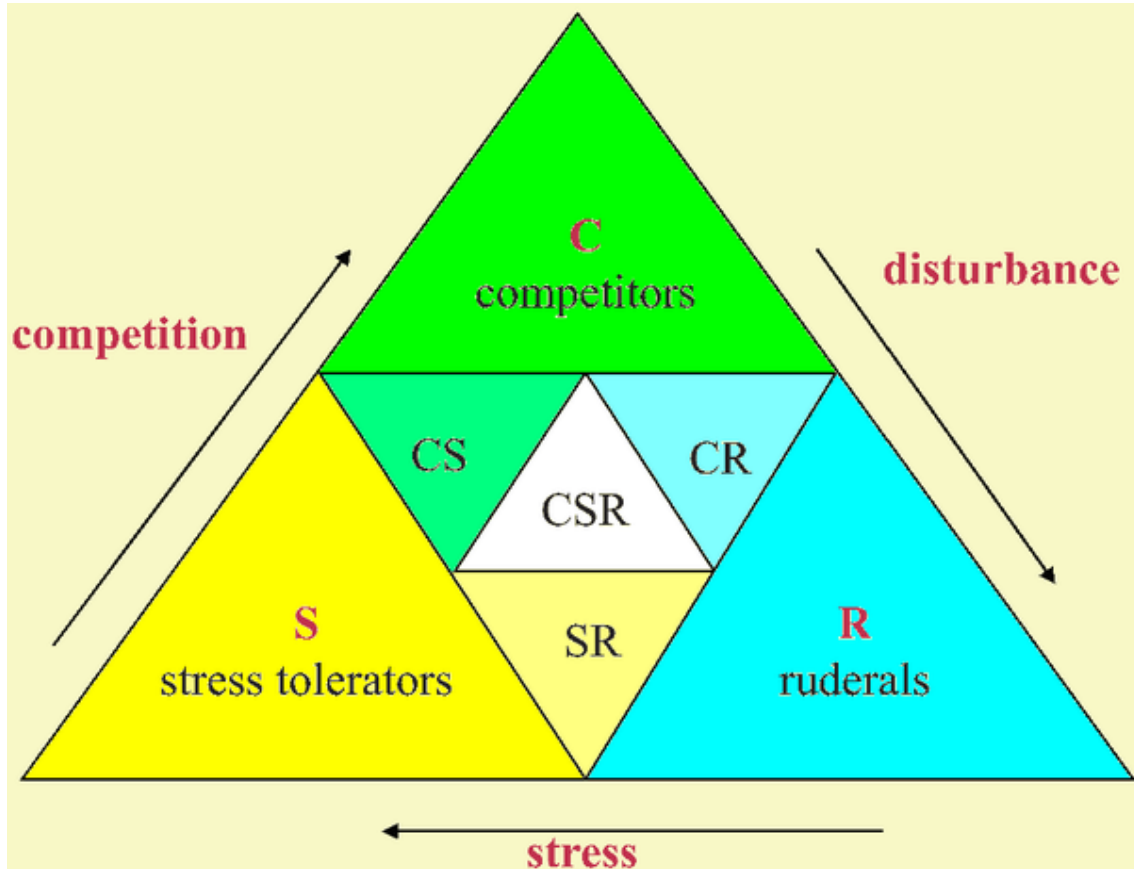 C
competitors
disturbance
competition
CS
CR
CSR
S
stress tolerators
SR
R
ruderals
stress